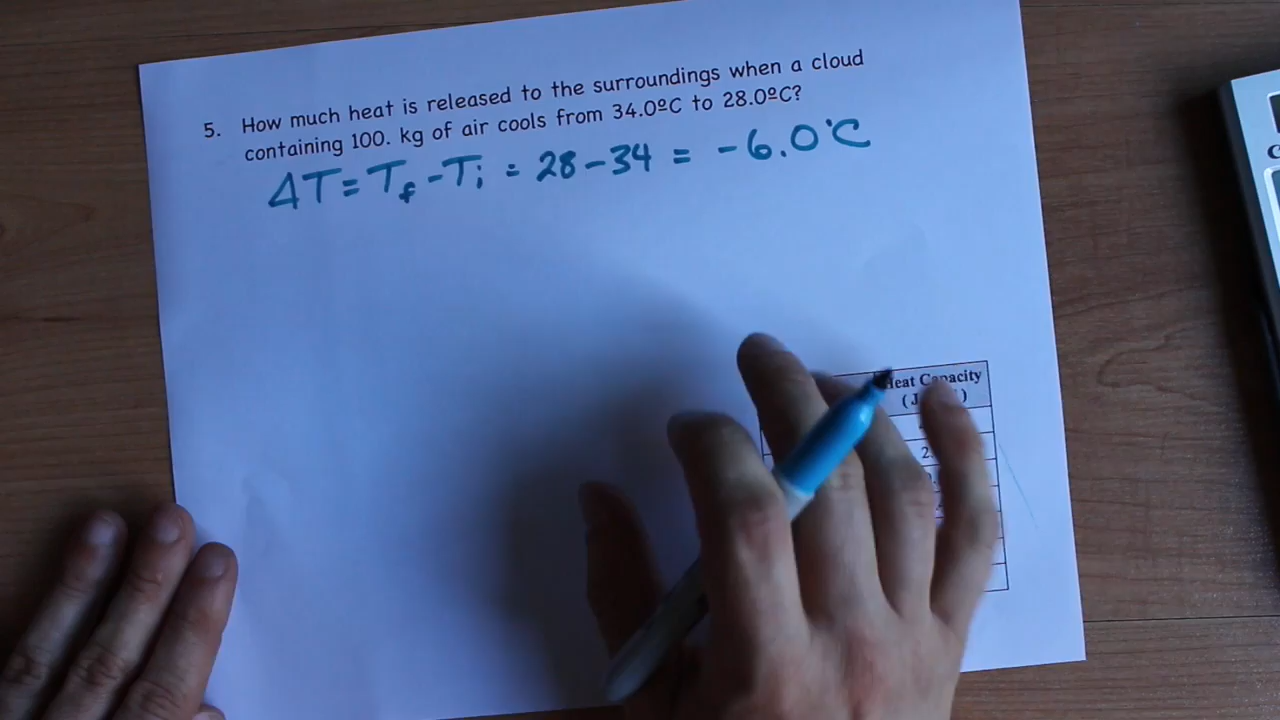 5. How much heat is released to the surroundings when a cloud
containing 100. kg of air cools from 34.0ºC to 28.0ºC?
ΔT = Tf - Ti = 28 - 34 = -6.0°C
Heat Capacity